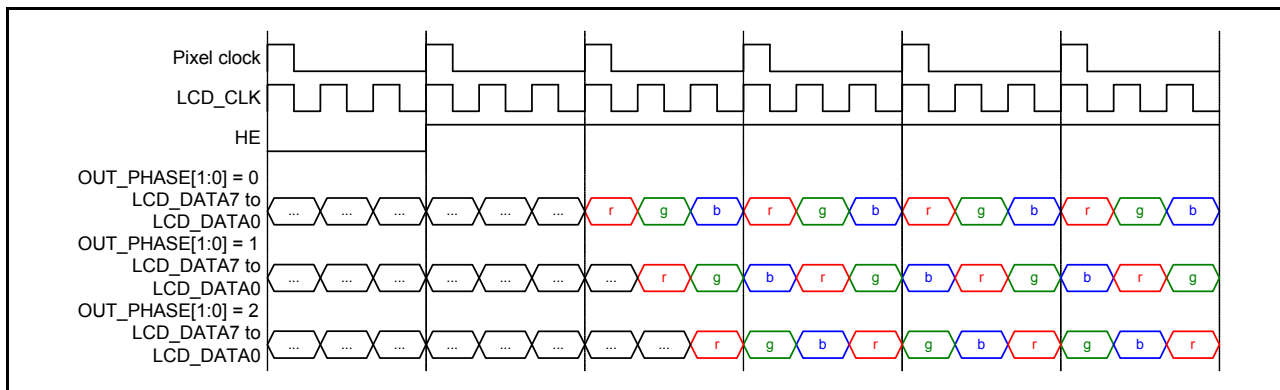 Pixel clock
LCD_CLK
HE
OUT_PHASE[1:0] = 0
LCD_DATA7 to
LCD_DATA0
... ... ... ... ... ... r g b r g b r g b r g b
OUT_PHASE[1:0] = 1
LCD_DATA7 to
LCD_DATA0
... ... ... ... ... ... ... r g b r g b r g b r g
OUT_PHASE[1:0] = 2
LCD_DATA7 to
LCD_DATA0
... ... ... ... ... ... ... ... r g b r g b r g b r